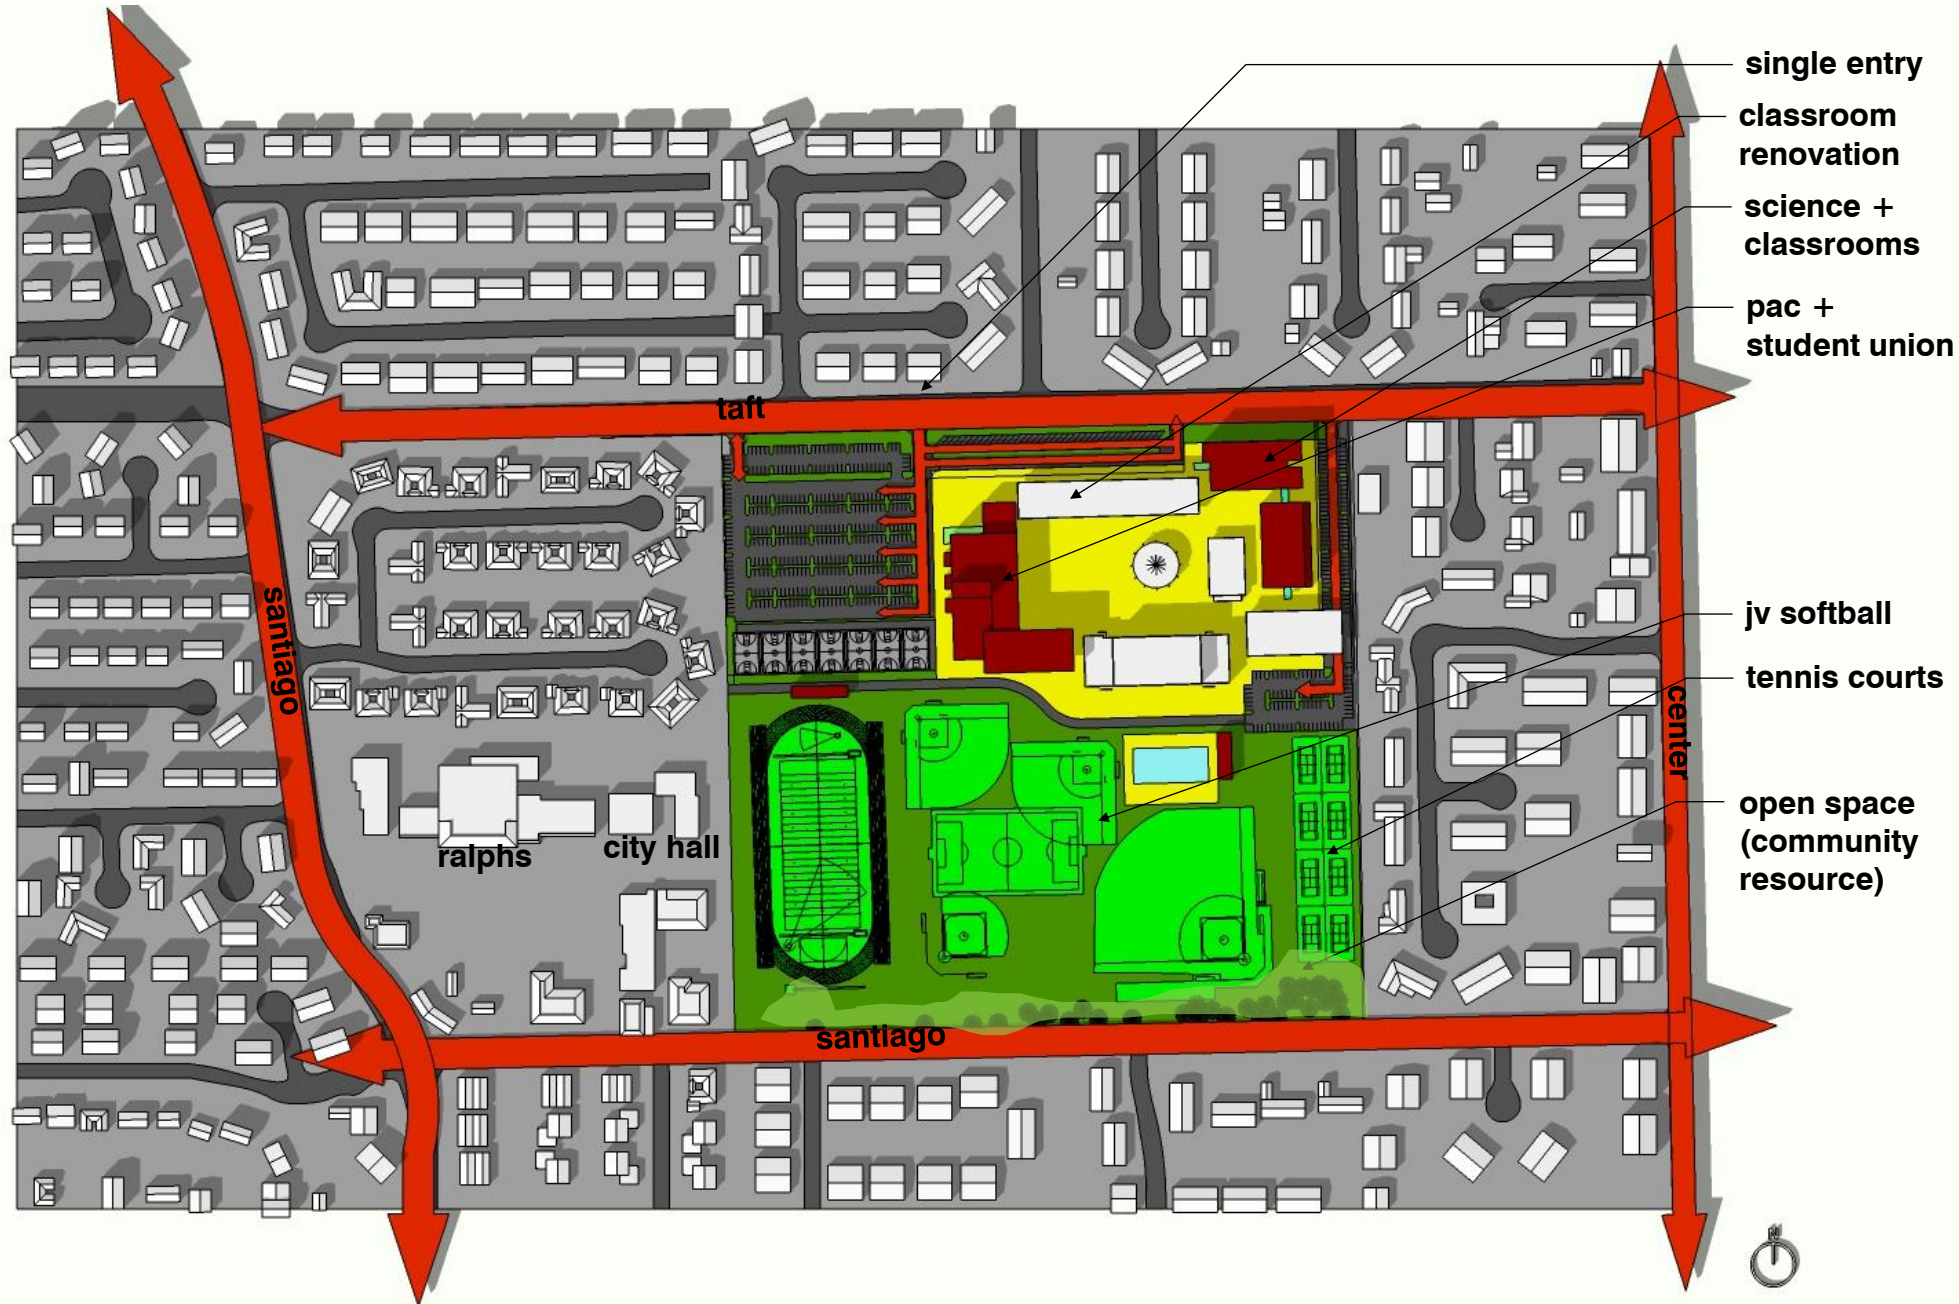 single entry
classroom
renovation
science +
classrooms
pac +
student union
taft
santiago
jv softball
tennis courts
center
open space
(community
resource)
ralphs
city hall
santiago